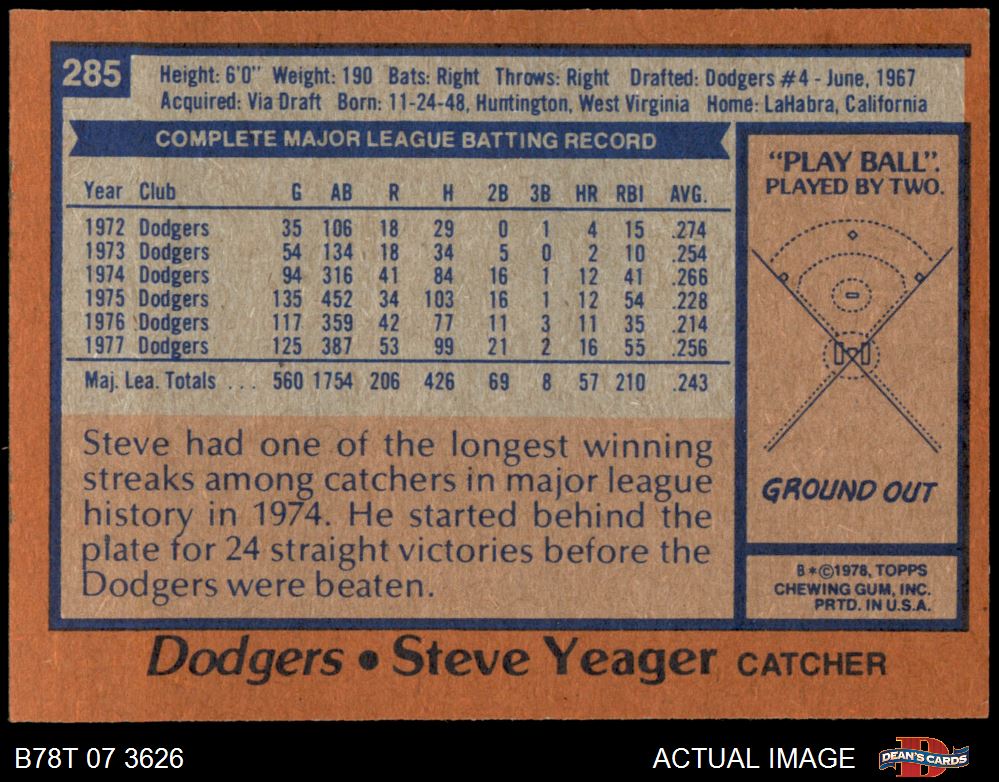 285
Height: 6'0" Weight: 190 Bats: Right Throws: Right Drafted: Dodgers #4 - June, 1967
Acquired: Via Draft Born: 11-24-48, Huntington, West Virginia Home: LaHabra, California
COMPLETE MAJOR LEAGUE BATTING RECORD
Year Club G AB R H 2B 3B HR RBI AVG.
1972 Dodgers 35 106 18 29 0 1 4 15 .274
1973 Dodgers 54 134 18 34 5 0 2 10 .254
1974 Dodgers 94 316 41 84 16 1 12 41 .266
1975 Dodgers 135 452 34 103 16 1 12 54 .228
1976 Dodgers 117 359 42 77 11 3 11 35 .214
1977 Dodgers 125 387 53 99 21 2 16 55 .256
Maj. Lea. Totals . . . 560 1754 206 426 69 8 57 210 .243
Steve had one of the longest winning
streaks among catchers in major league
history in 1974. He started behind the
plate for 24 straight victories before the
Dodgers were beaten.
"PLAY BALL".
PLAYED BY TWO.
GROUND OUT
B*©1978, TOPPS
CHEWING GUM, INC.
PRTD. IN U.S.A.
Dodgers • Steve Yeager CATCHER
B78T 07 3626
ACTUAL IMAGE
D
DEAN'S CARDS